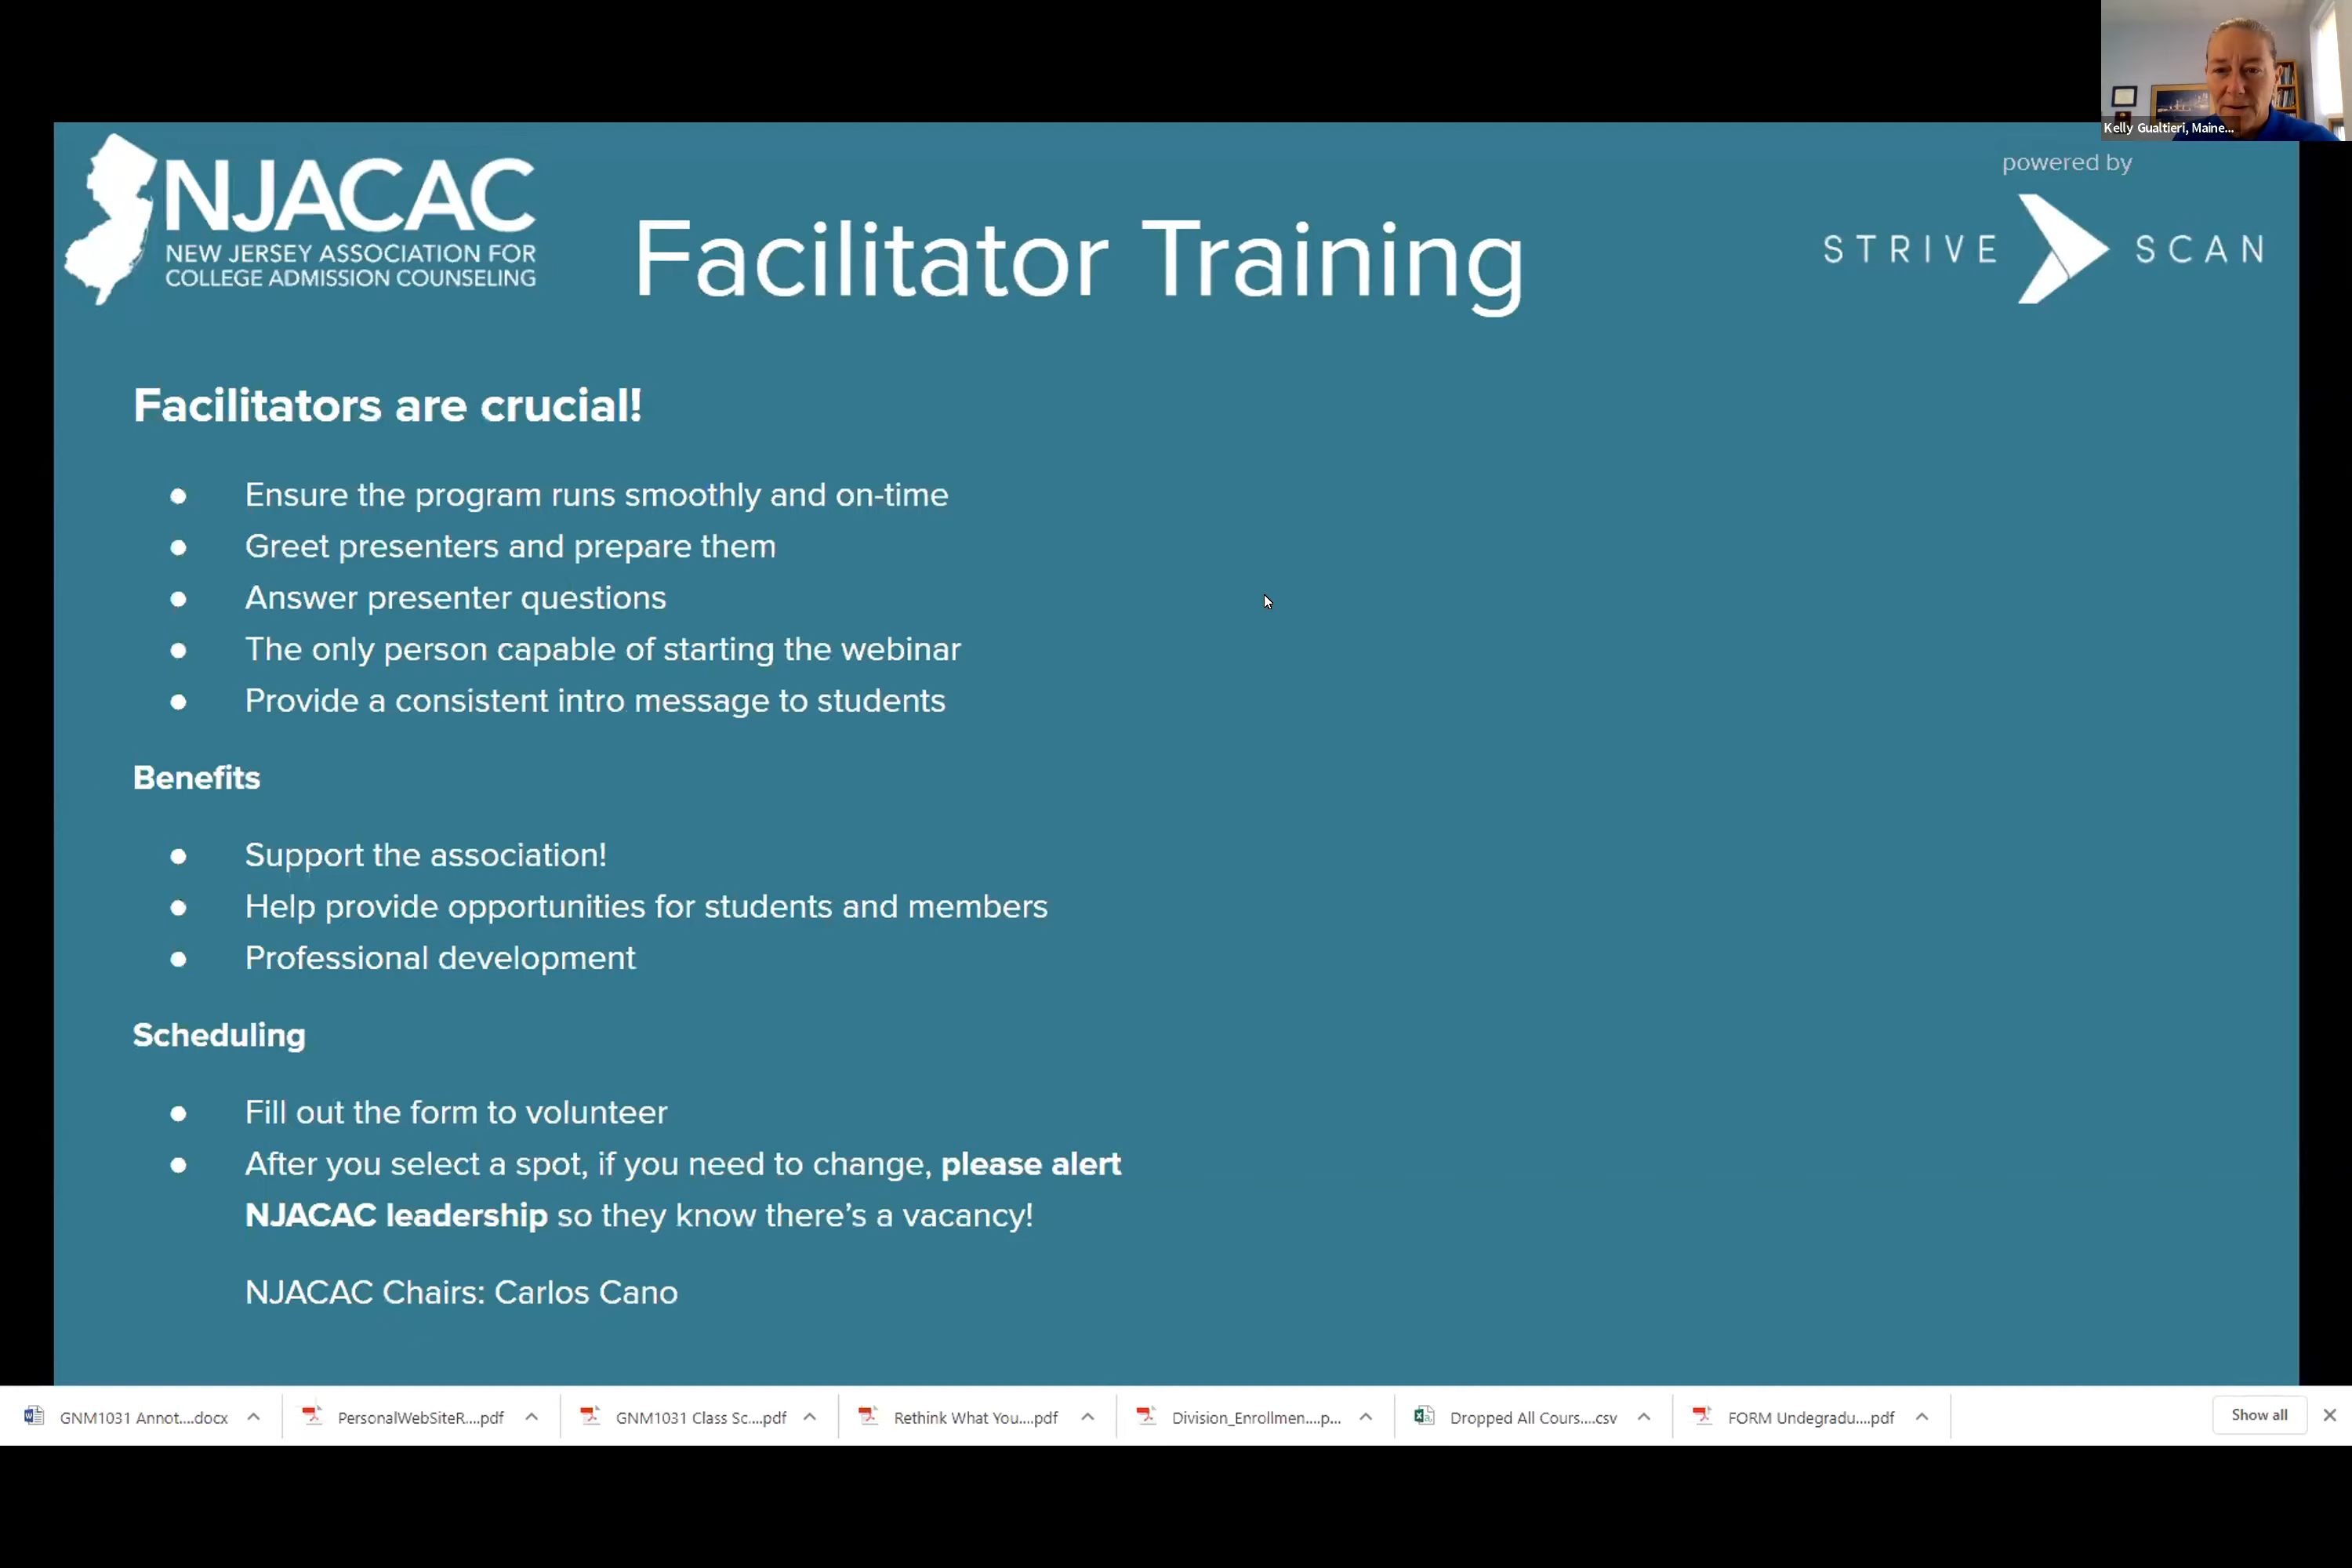 Kelly Gualtieri, Maine...
NJACAC
NEW JERSEY ASSOCIATION FOR
COLLEGE ADMISSION COUNSELING
Facilitator Training
powered by
STRIVE SCAN
Facilitators are crucial!
● Ensure the program runs smoothly and on-time
● Greet presenters and prepare them
● Answer presenter questions
● The only person capable of starting the webinar
● Provide a consistent intro message to students
Benefits
● Support the association!
● Help provide opportunities for students and members
● Professional development
Scheduling
● Fill out the form to volunteer
● After you select a spot, if you need to change, please alert
NJACAC leadership so they know there's a vacancy!
NJACAC Chairs: Carlos Cano
GNM1031 Annot....docx
PersonalWebSiteR....pdf
GNM1031 Class Sc....pdf
Rethink What You....pdf
Division_Enrollmen....p...
Dropped All Cours....csv
FORM Undegradu....pdf
Show all